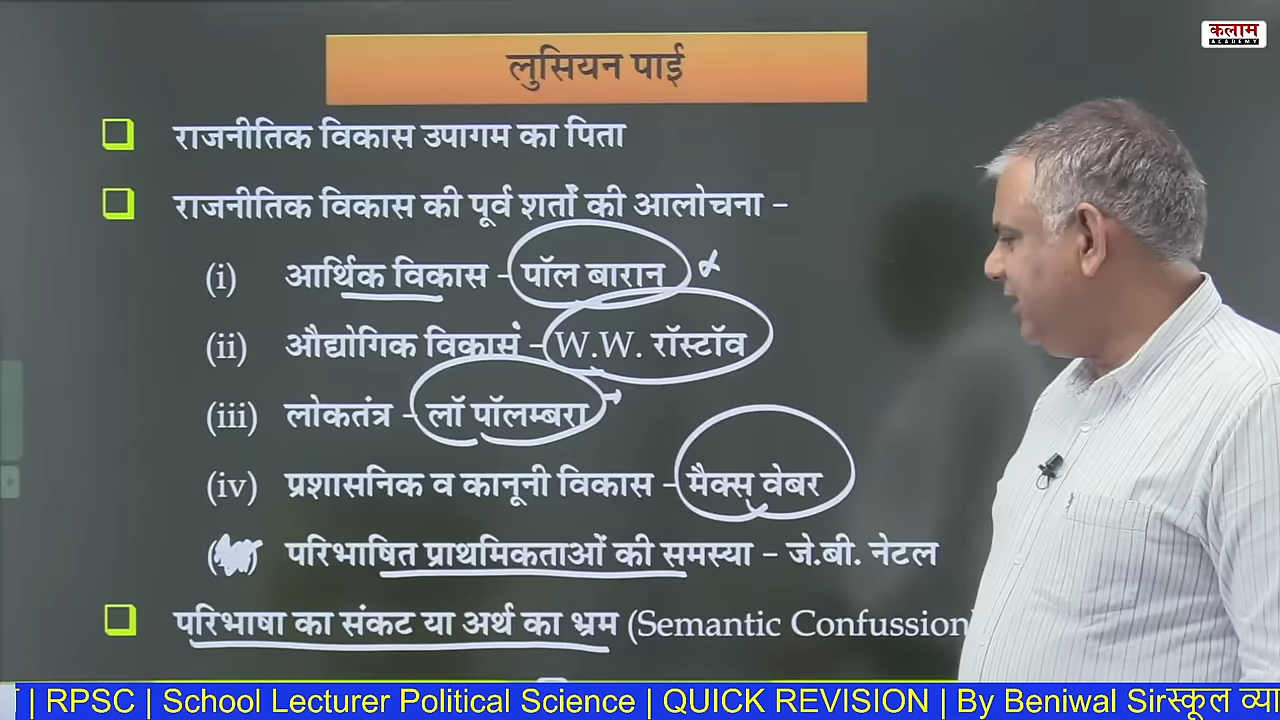 कलाम
ACADEMY
लुसियन पाई
राजनीतिक विकास उपागम का पिता
राजनीतिक विकास की पूर्व शर्तों की आलोचना –
(i) आर्थिक विकास – पॉल बारान
(ii) औद्योगिक विकास – W.W. रॉस्टॉव
(iii) लोकतंत्र – लॉ पॉलम्बरा
(iv) प्रशासनिक व कानूनी विकास – मैक्स वेबर
परिभाषित प्राथमिकताओं की समस्या – जे.बी. नेटल
परिभाषा का संकट या अर्थ का भ्रम (Semantic Confussion)
| RPSC | School Lecturer Political Science | QUICK REVISION | By Beniwal Sirस्कूल व्या